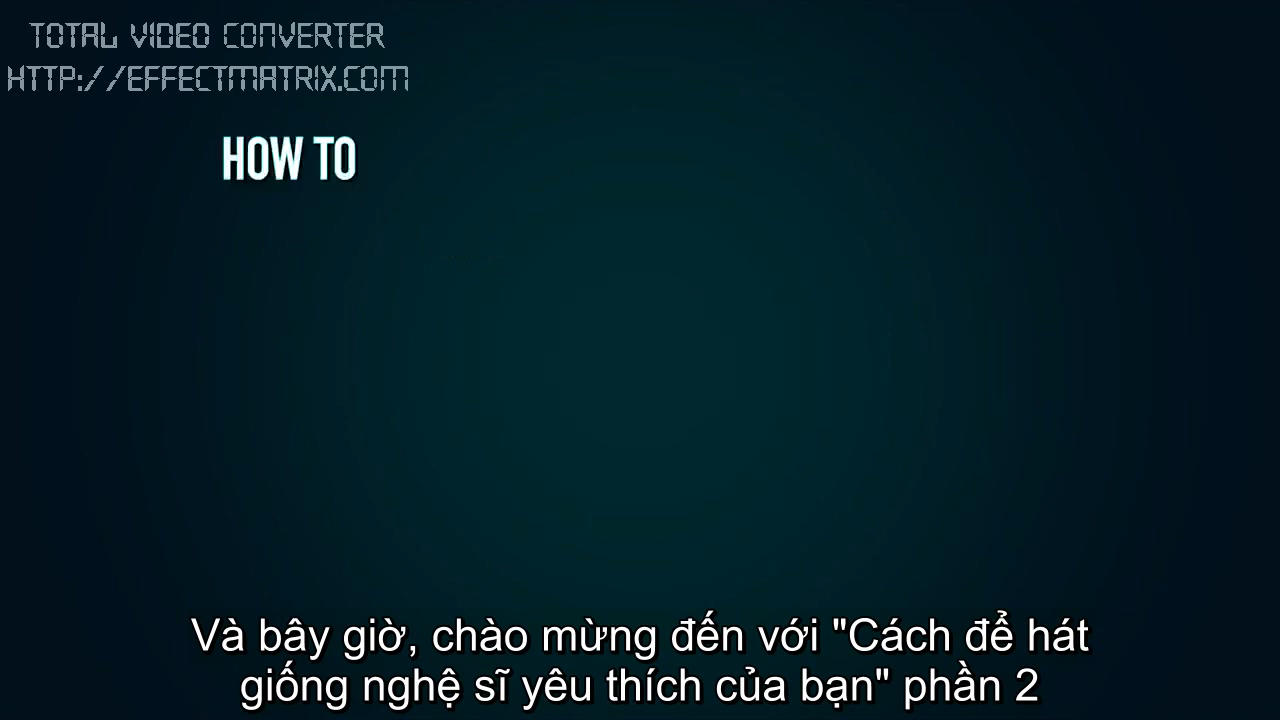 TOTAL VIDEO CONVERTER
HTTP://EFFECTMATRIX.COM
HOW TO
Và bây giờ, chào mừng đến với "Cách để hát
giống nghệ sĩ yêu thích của bạn" phần 2